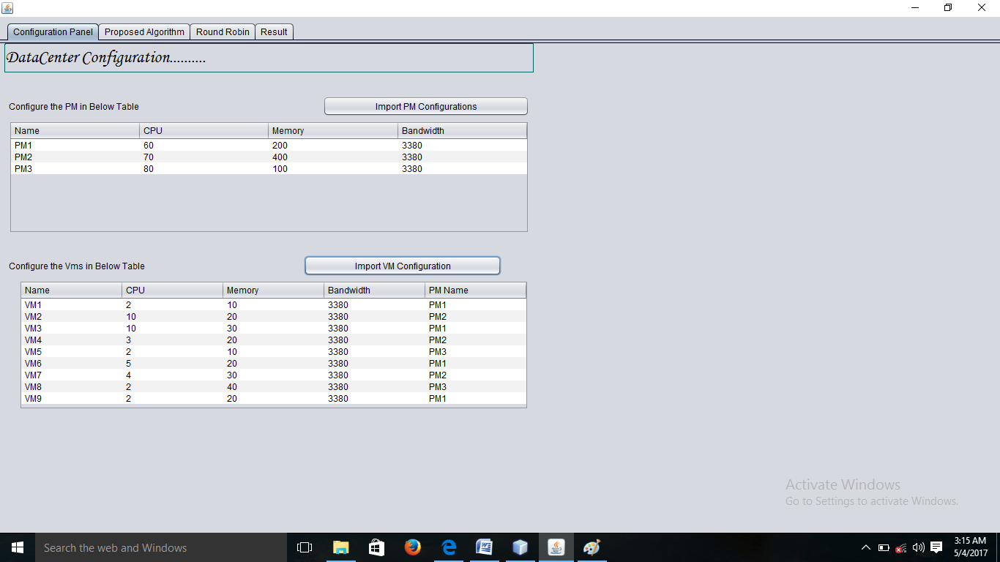 Configuration Panel Proposed Algorithm Round Robin Result
DataCenter Configuration..........
Configure the PM in Below Table Import PM Configurations
Name CPU Memory Bandwidth
PM1 60 200 3380
PM2 70 400 3380
PM3 80 100 3380
Configure the Vms in Below Table Import VM Configuration
Name CPU Memory Bandwidth PM Name
VM1 2 10 3380 PM1
VM2 10 20 3380 PM2
VM3 10 30 3380 PM1
VM4 3 20 3380 PM2
VM5 2 10 3380 PM3
VM6 5 20 3380 PM1
VM7 4 30 3380 PM2
VM8 2 40 3380 PM3
VM9 2 20 3380 PM1
Activate Windows
Go to Settings to activate Windows.
Search the web and Windows
3:15 AM
5/4/2017